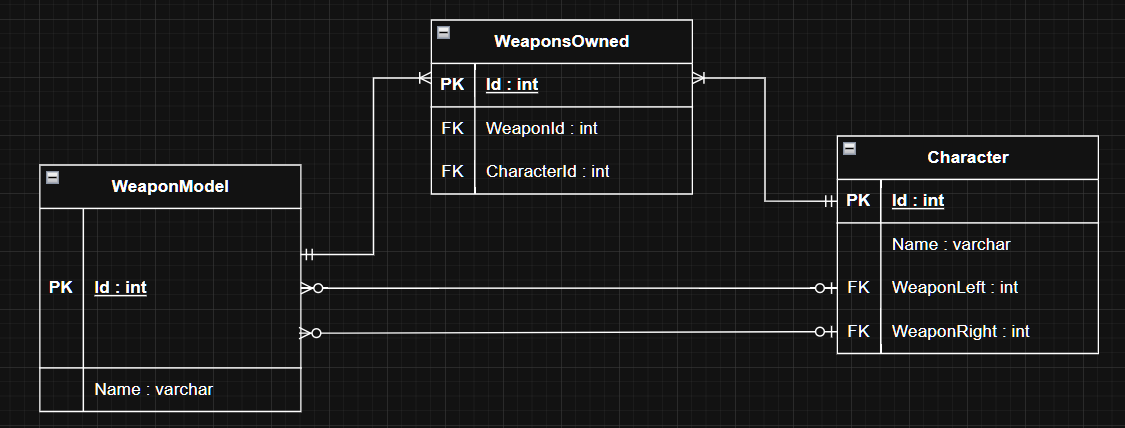 WeaponsOwned
PK Id : int
FK WeaponId : int
FK CharacterId : int
WeaponModel
PK Id : int
Name : varchar
Character
PK Id : int
Name : varchar
FK WeaponLeft : int
FK WeaponRight : int